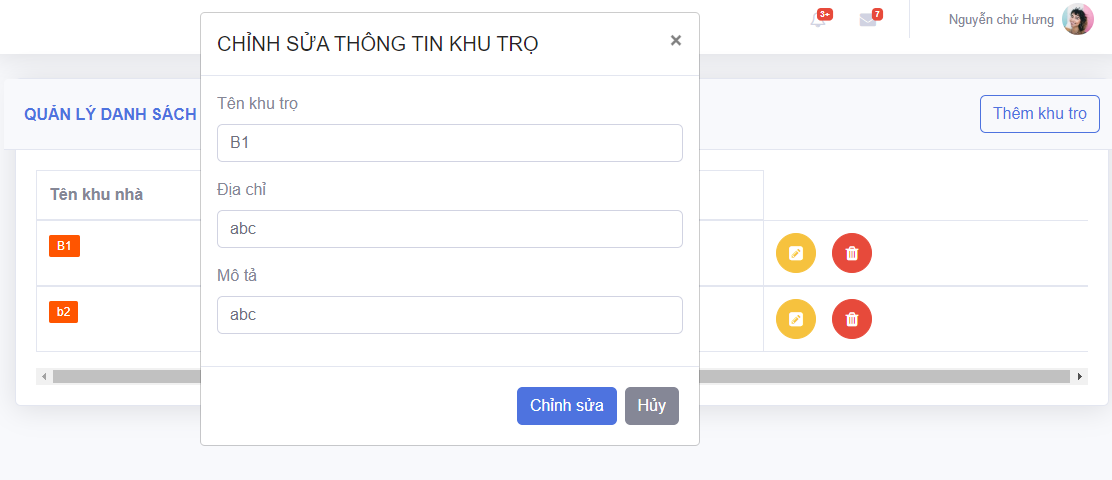 3+
7
Nguyễn chứ Hưng
CHỈNH SỬA THÔNG TIN KHU TRỌ
×
QUẢN LÝ DANH SÁCH
Thêm khu trọ
Tên khu trọ
B1
Tên khu nhà
Địa chỉ
abc
B1
Mô tả
abc
b2
Chỉnh sửa
Hủy